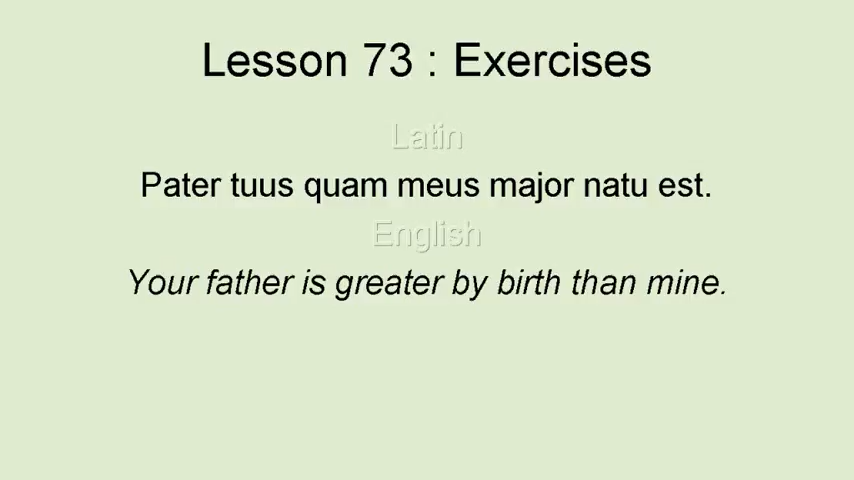 Lesson 73 : Exercises
Latin
Pater tuus quam meus major natu est.
English
Your father is greater by birth than mine.